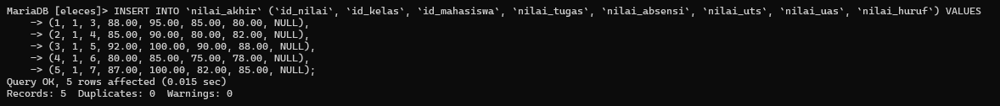 MariaDB [eleces]> INSERT INTO `nilai_akhir` (`id_nilai`, `id_kelas`, `id_mahasiswa`, `nilai_tugas`, `nilai_absensi`, `nilai_uts`, `nilai_uas`, `nilai_huruf`) VALUES
    -> (1, 1, 3, 88.00, 95.00, 85.00, 80.00, NULL),
    -> (2, 1, 4, 85.00, 90.00, 80.00, 82.00, NULL),
    -> (3, 1, 5, 92.00, 100.00, 90.00, 88.00, NULL),
    -> (4, 1, 6, 80.00, 85.00, 75.00, 78.00, NULL),
    -> (5, 1, 7, 87.00, 100.00, 82.00, 85.00, NULL);
Query OK, 5 rows affected (0.015 sec)
Records: 5  Duplicates: 0  Warnings: 0